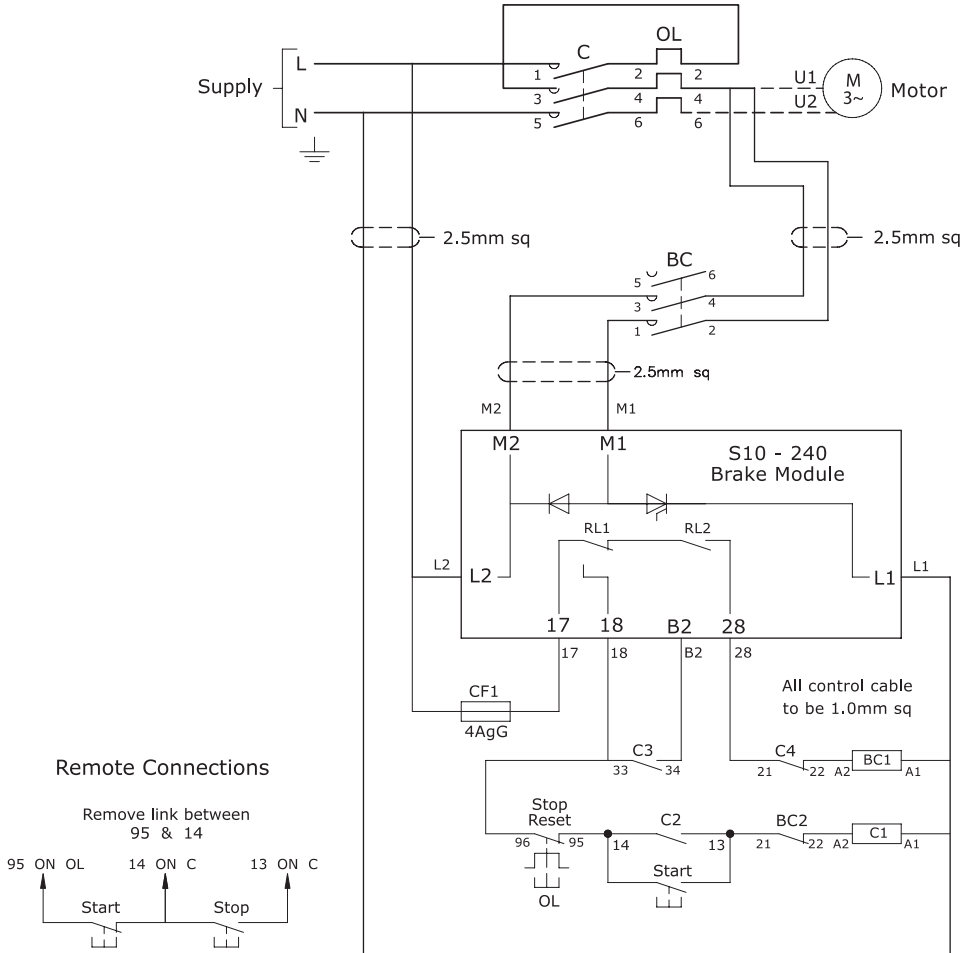 OL
C
L
1 2 2
Supply
3 4 4
U1
M
3~
Motor
U2
N
5 6 6
2.5mm sq
2.5mm sq
BC
5 6
3 4
1 2
2.5mm sq
M2 M1
M2 M1
S10 - 240
Brake Module
RL1 RL2
L2 L2
L1 L1
17 18 B2 28
17 18 B2 28
CF1
4AgG
All control cable
to be 1.0mm sq
C3
33 34
C4
21 22 A2 BC1 A1
Stop
Reset
96 95
C2
14 13
BC2
21 22 A2 C1 A1
Start
OL
Remote Connections
Remove link between
95 & 14
95 ON OL 14 ON C 13 ON C
Start Stop